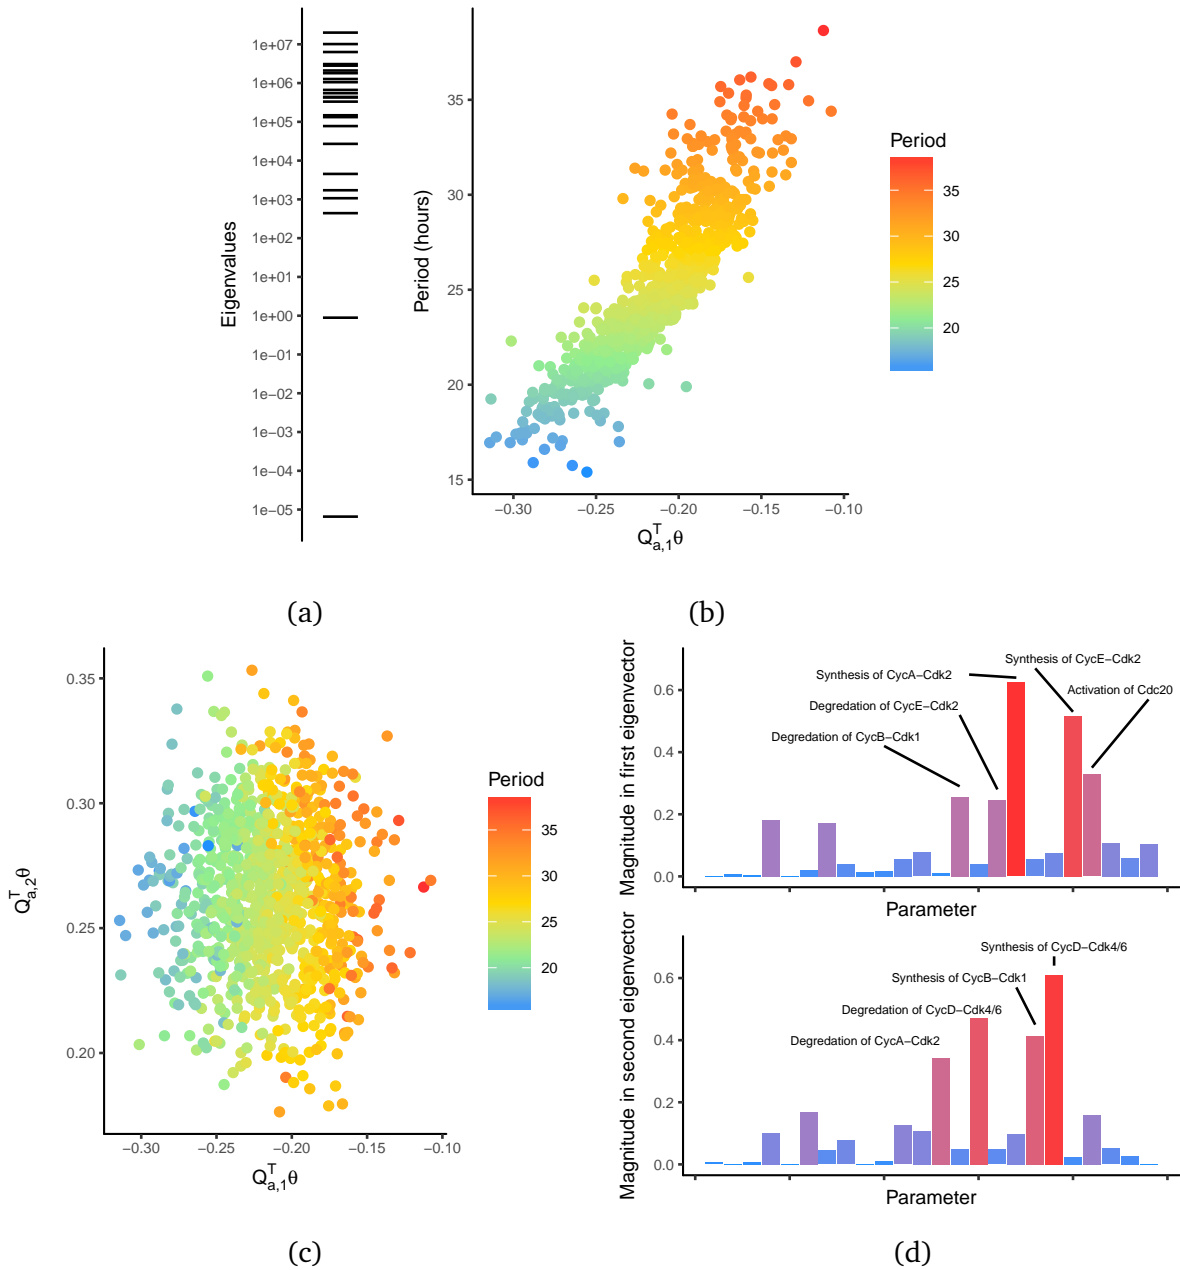 Eigenvalues
1e+07
1e+06
1e+05
1e+04
1e+03
1e+02
1e+01
1e+00
1e−01
1e−02
1e−03
1e−04
1e−05
(a)
Period (hours)
35
30
25
20
15
−0.30
−0.25
−0.20
−0.15
−0.10
Q^T_{a,1}θ
Period
35
30
25
20
(b)
Q^T_{a,2}θ
0.35
0.30
0.25
0.20
−0.30
−0.25
−0.20
−0.15
−0.10
Q^T_{a,1}θ
Period
35
30
25
20
(c)
Magnitude in first eigenvector
0.6
0.4
0.2
0.0
Synthesis of CycE−Cdk2
Synthesis of CycA−Cdk2
Activation of Cdc20
Degredation of CycE−Cdk2
Degredation of CycB−Cdk1
Parameter
Magnitude in second eigenvector
0.6
0.4
0.2
0.0
Synthesis of CycD−Cdk4/6
Synthesis of CycB−Cdk1
Degredation of CycD−Cdk4/6
Degredation of CycA−Cdk2
Parameter
(d)